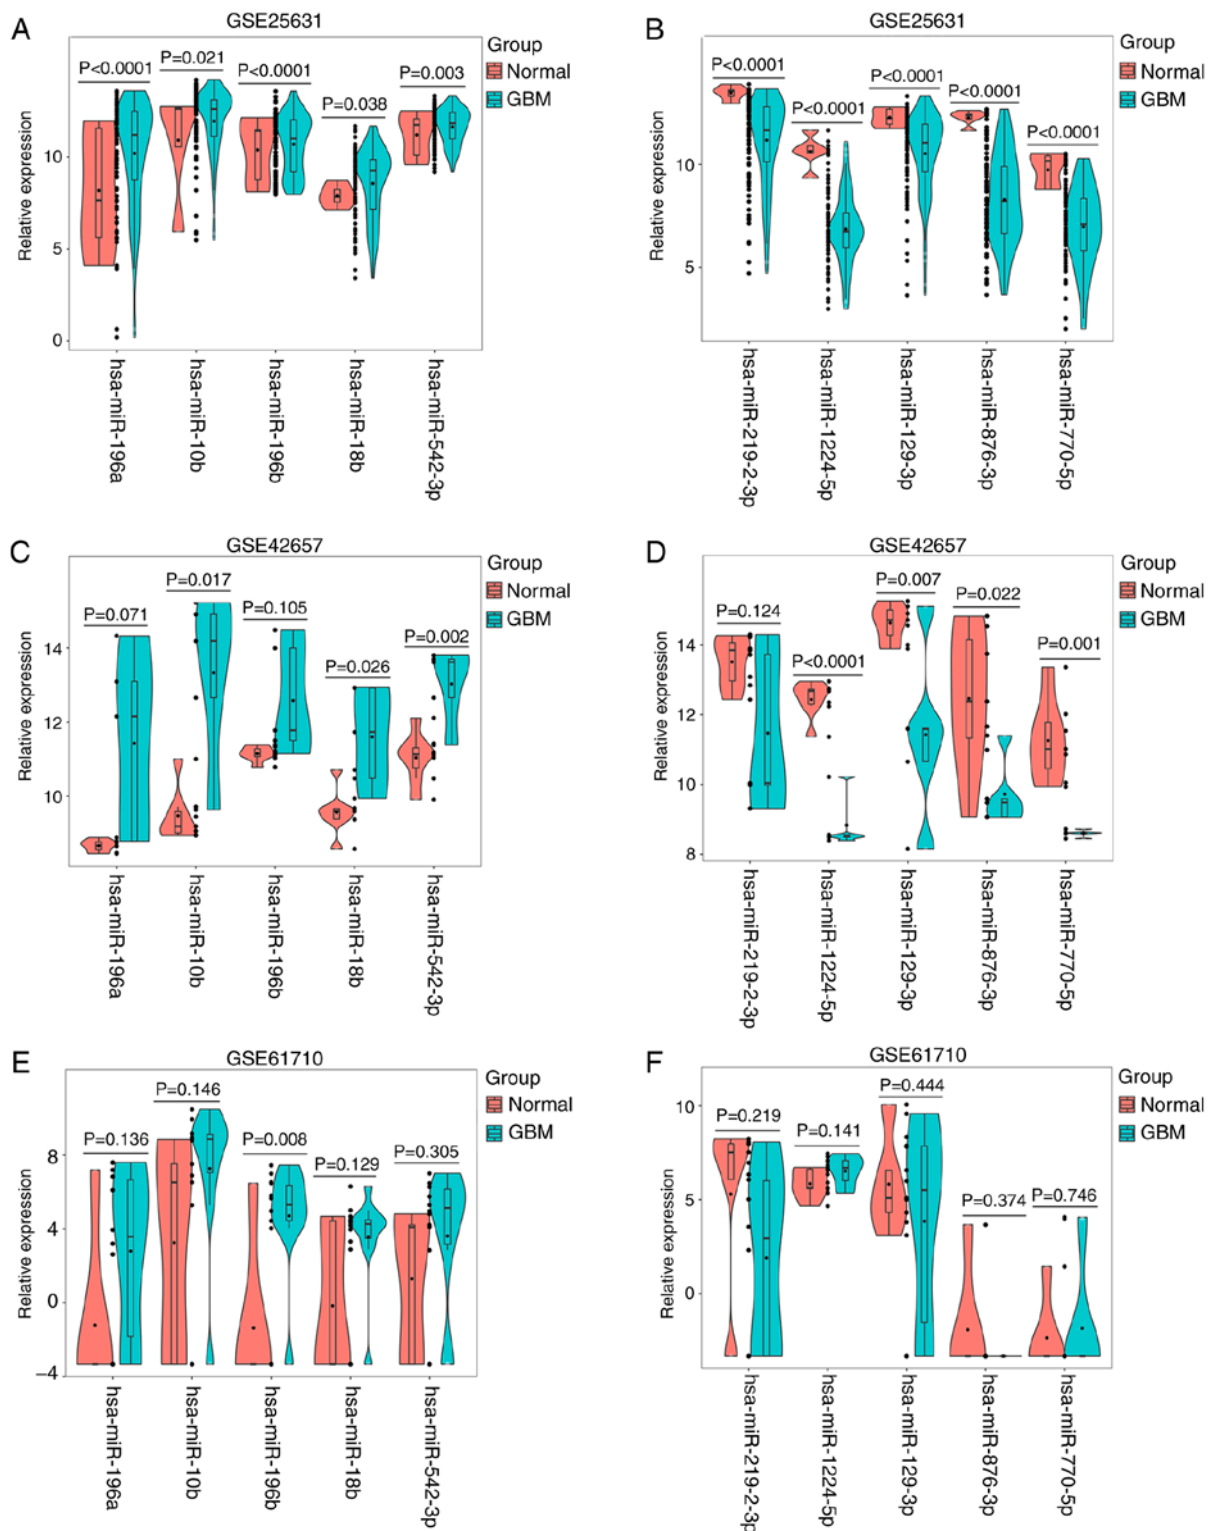 A
GSE25631
P<0.0001
P=0.021
P<0.0001
P=0.038
P=0.003
Group
Normal
GBM
Relative expression
10
5
0
hsa-miR-196a
hsa-miR-10b
hsa-miR-196b
hsa-miR-18b
hsa-miR-542-3p
B
GSE25631
P<0.0001
P<0.0001
P<0.0001
P<0.0001
P<0.0001
Group
Normal
GBM
Relative expression
10
5
hsa-miR-219-2-3p
hsa-miR-1224-5p
hsa-miR-129-3p
hsa-miR-876-3p
hsa-miR-770-5p
C
GSE42657
P=0.071
P=0.017
P=0.105
P=0.026
P=0.002
Group
Normal
GBM
Relative expression
14
12
10
hsa-miR-196a
hsa-miR-10b
hsa-miR-196b
hsa-miR-18b
hsa-miR-542-3p
D
GSE42657
P=0.124
P<0.0001
P=0.007
P=0.022
P=0.001
Group
Normal
GBM
Relative expression
14
12
10
8
hsa-miR-219-2-3p
hsa-miR-1224-5p
hsa-miR-129-3p
hsa-miR-876-3p
hsa-miR-770-5p
E
GSE61710
P=0.136
P=0.146
P=0.008
P=0.129
P=0.305
Group
Normal
GBM
Relative expression
8
4
0
−4
hsa-miR-196a
hsa-miR-10b
hsa-miR-196b
hsa-miR-18b
hsa-miR-542-3p
F
GSE61710
P=0.219
P=0.141
P=0.444
P=0.374
P=0.746
Group
Normal
GBM
Relative expression
10
5
0
hsa-miR-219-2-3p
hsa-miR-1224-5p
hsa-miR-129-3p
hsa-miR-876-3p
hsa-miR-770-5p